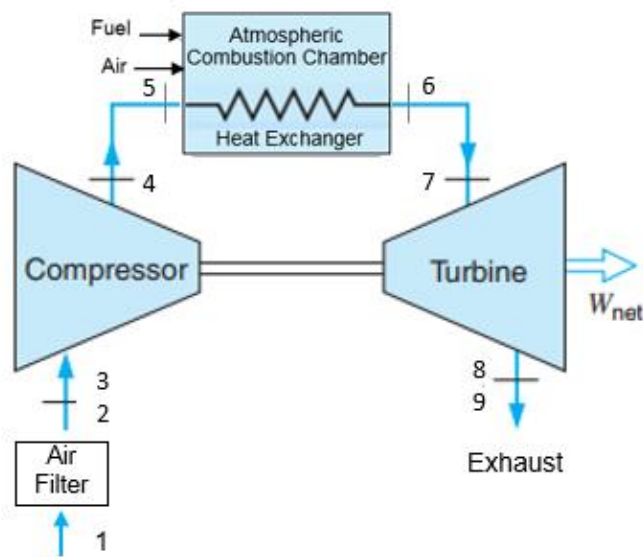 Fuel
Air
Atmospheric
Combustion Chamber
Heat Exchanger
5
6
4
7
Compressor
Turbine
Wnet
3
2
8
9
Air
Filter
Exhaust
1